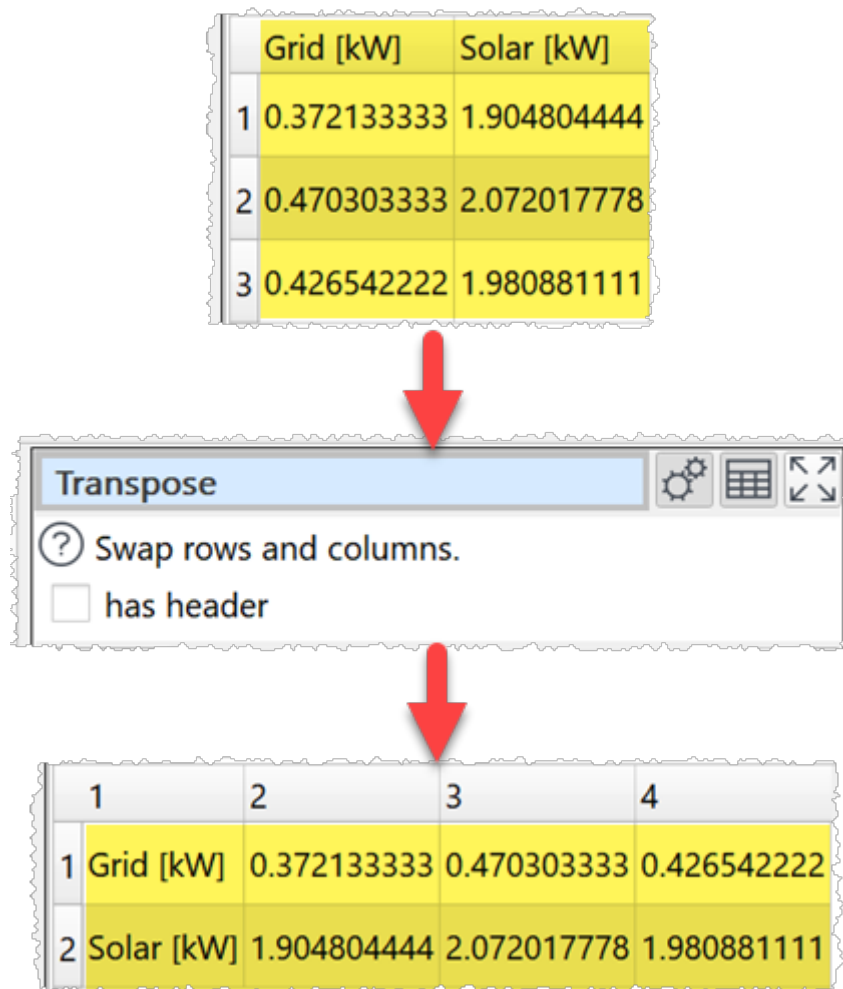 Grid [kW] Solar [kW]
1 0.372133333 1.904804444
2 0.470303333 2.072017778
3 0.426542222 1.980881111
Transpose
? Swap rows and columns.
has header
1 2 3 4
1 Grid [kW] 0.372133333 0.470303333 0.426542222
2 Solar [kW] 1.904804444 2.072017778 1.980881111